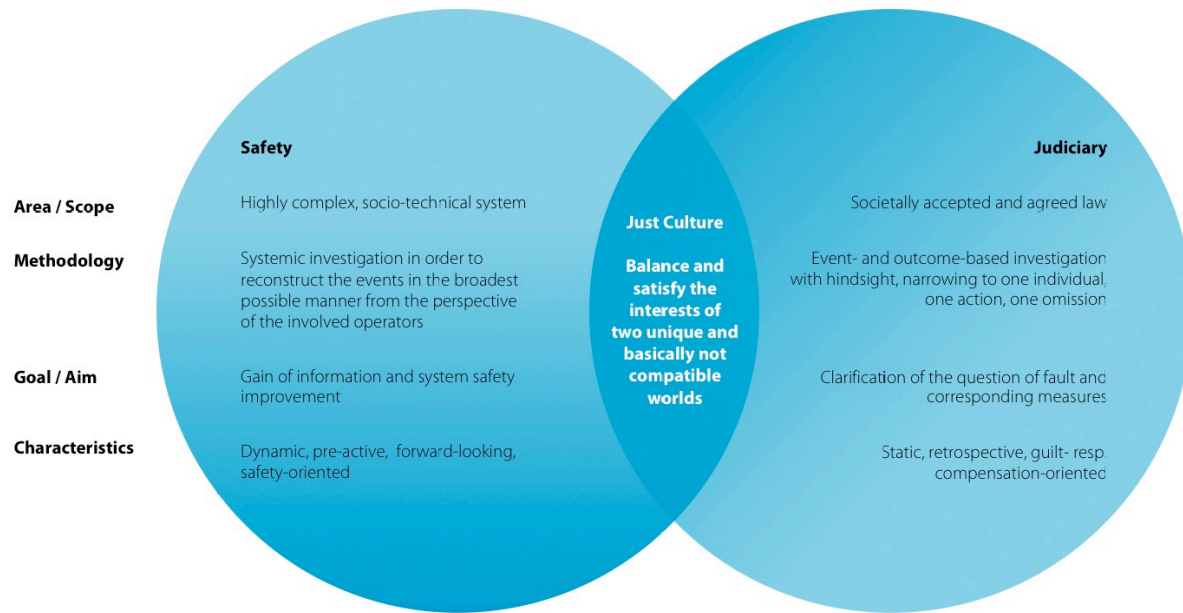 Safety
Judiciary
Area / Scope
Highly complex, socio-technical system
Societally accepted and agreed law
Just Culture
Balance and
satisfy the
interests of
two unique and
basically not
compatible
worlds
Methodology
Systemic investigation in order to
reconstruct the events in the broadest
possible manner from the perspective
of the involved operators
Event- and outcome-based investigation
with hindsight, narrowing to one individual,
one action, one omission
Goal / Aim
Gain of information and system safety
improvement
Clarification of the question of fault and
corresponding measures
Characteristics
Dynamic, pre-active, forward-looking,
safety-oriented
Static, retrospective, guilt- resp.
compensation-oriented